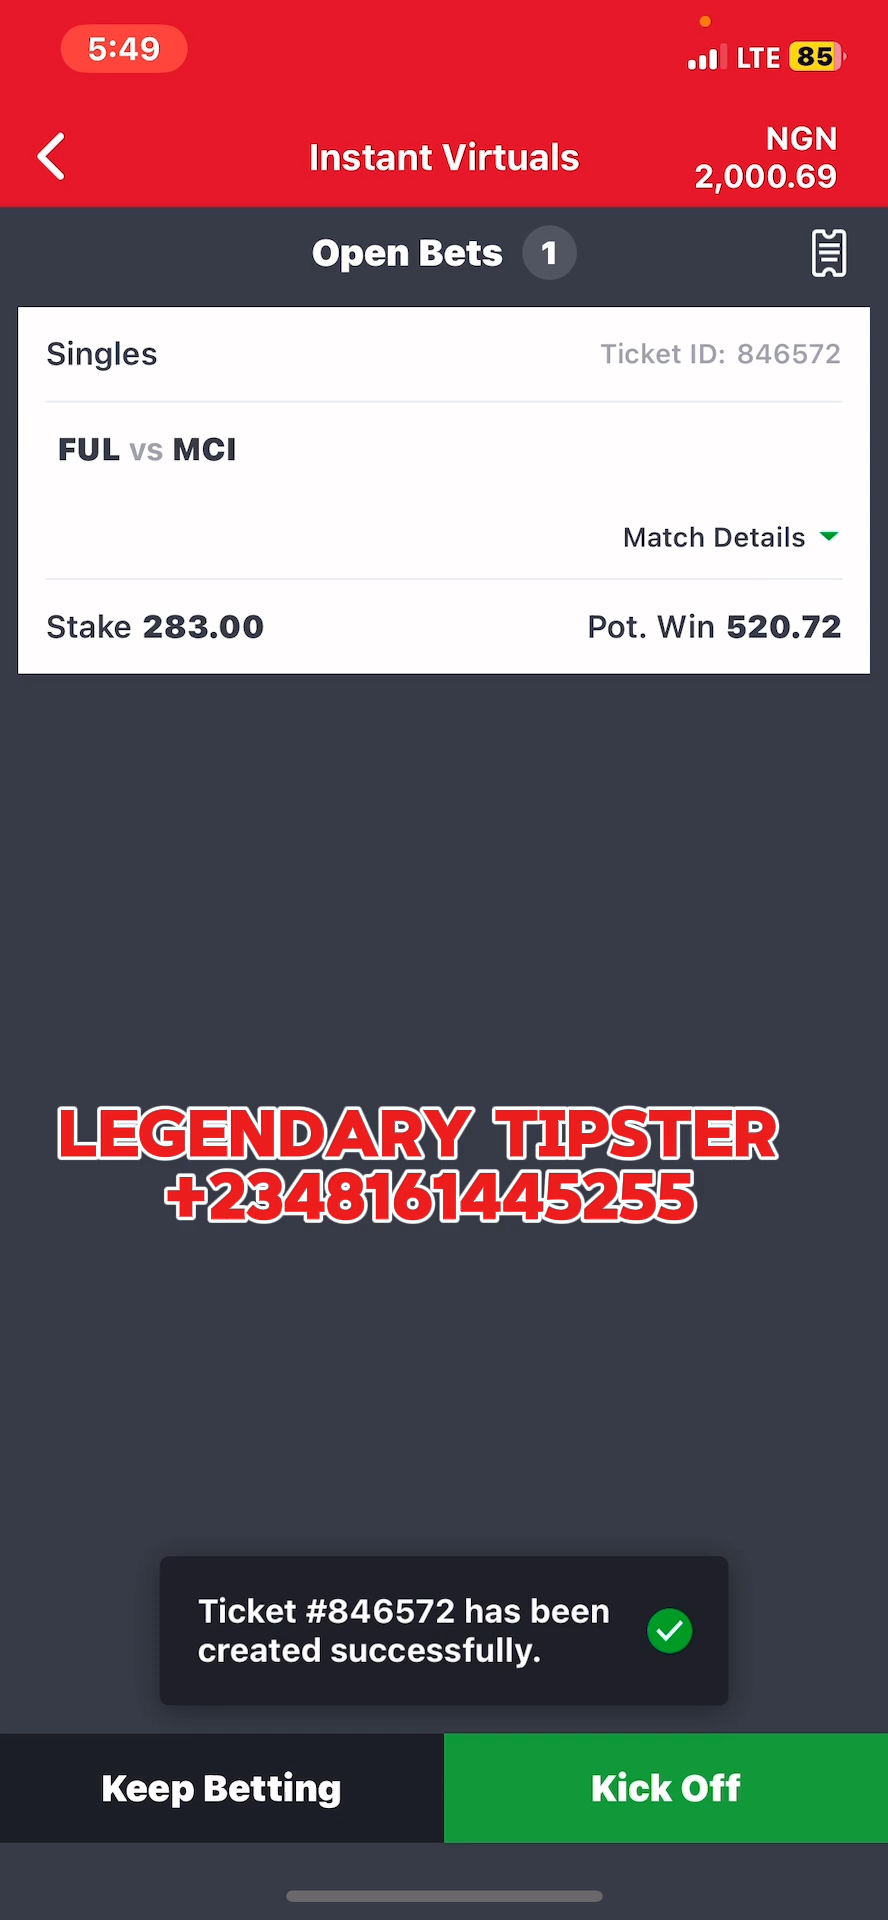 5:49
LTE 85
Instant Virtuals
NGN
2,000.69
Open Bets 1
Singles
Ticket ID: 846572
FUL vs MCI
Match Details
Stake 283.00
Pot. Win 520.72
LEGENDARY TIPSTER
+2348161445255
Ticket #846572 has been
created successfully.
Keep Betting
Kick Off